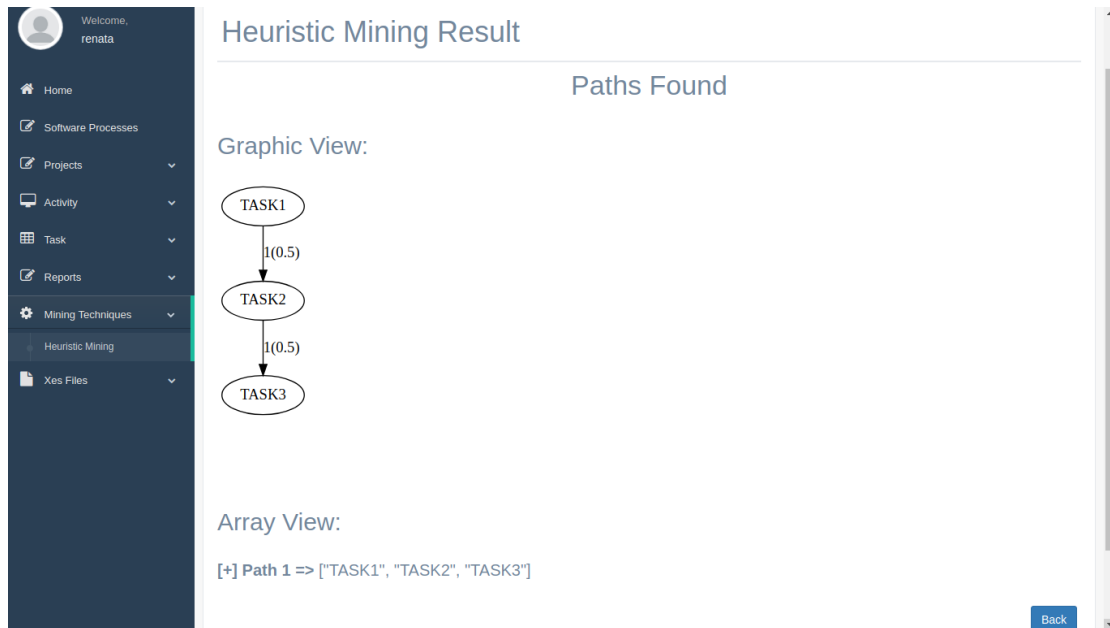 Welcome,
renata
Home
Software Processes
Projects
Activity
Task
Reports
Mining Techniques
Heuristic Mining
Xes Files
Heuristic Mining Result
Paths Found
Graphic View:
TASK1
1(0.5)
TASK2
1(0.5)
TASK3
Array View:
[+] Path 1 => ["TASK1", "TASK2", "TASK3"]
Back